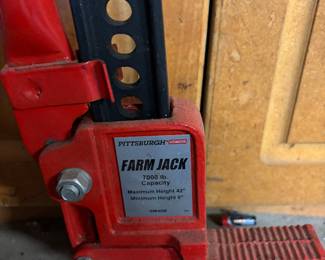 PITTSBURGH
FARM JACK
7000 lb.
Capacity
Maximum Height 42"
Minimum Height 6"